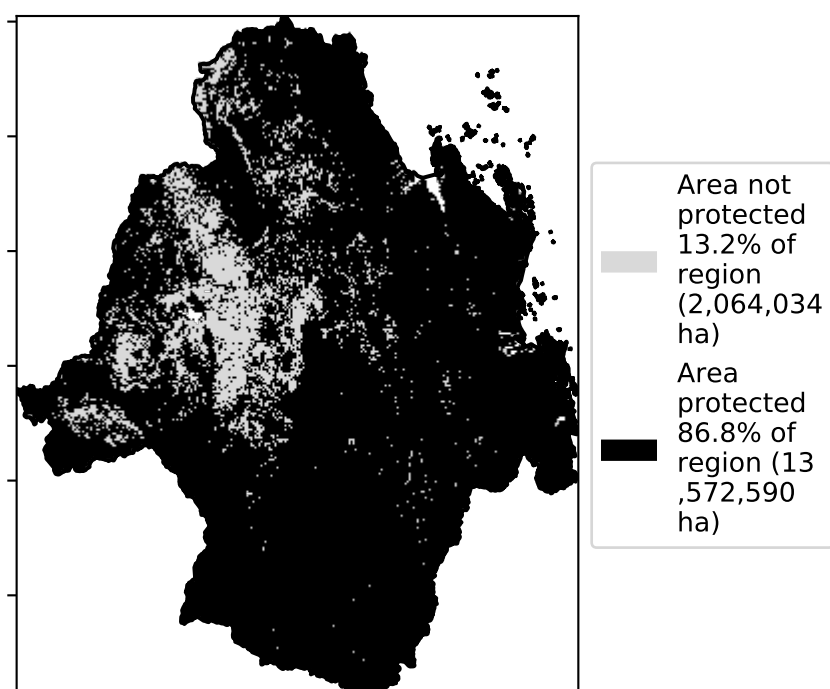 Area not
protected
13.2% of
region
(2,064,034
ha)
Area
protected
86.8% of
region (13
,572,590
ha)